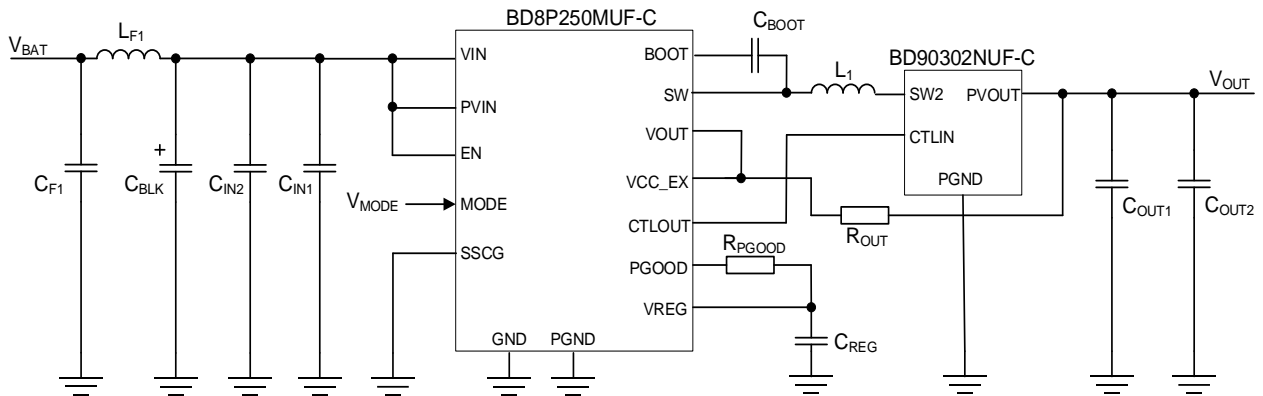 BD8P250MUF-C
CBOOT
BD90302NUF-C
VBAT
LF1
VIN
BOOT
SW
L1
SW2
PVOUT
VOUT
PVIN
CTLIN
VOUT
EN
PGND
CF1
+
CBLK
CIN2
CIN1
VCC_EX
VMODE
MODE
CTLOUT
ROUT
COUT1
COUT2
RPGOOD
SSCG
PGOOD
VREG
GND
PGND
CREG